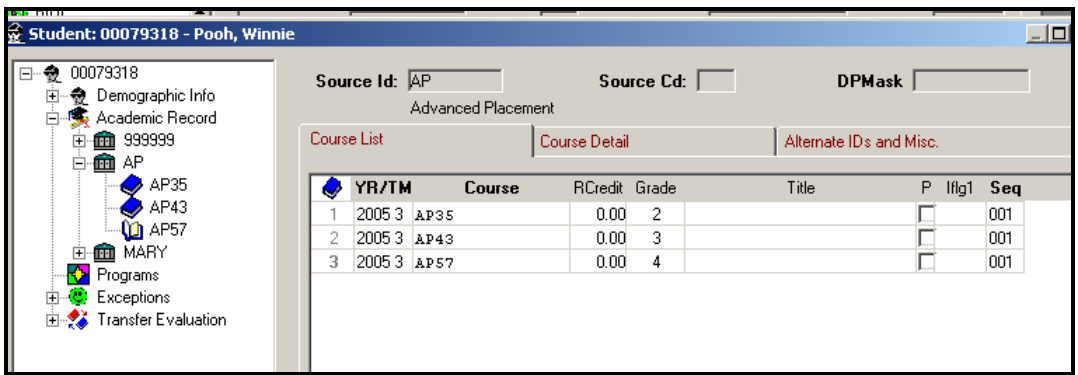 Student: 00079318 - Pooh, Winnie
00079318
Demographic Info
Academic Record
999999
AP
AP35
AP43
AP57
MARY
Programs
Exceptions
Transfer Evaluation
Source Id: AP Source Cd: DPMask
Advanced Placement
Course List Course Detail Alternate IDs and Misc.
YR/TM Course RCredit Grade Title P Iflg1 Seq
1 2005 3 AP35 0.00 2 001
2 2005 3 AP43 0.00 3 001
3 2005 3 AP57 0.00 4 001